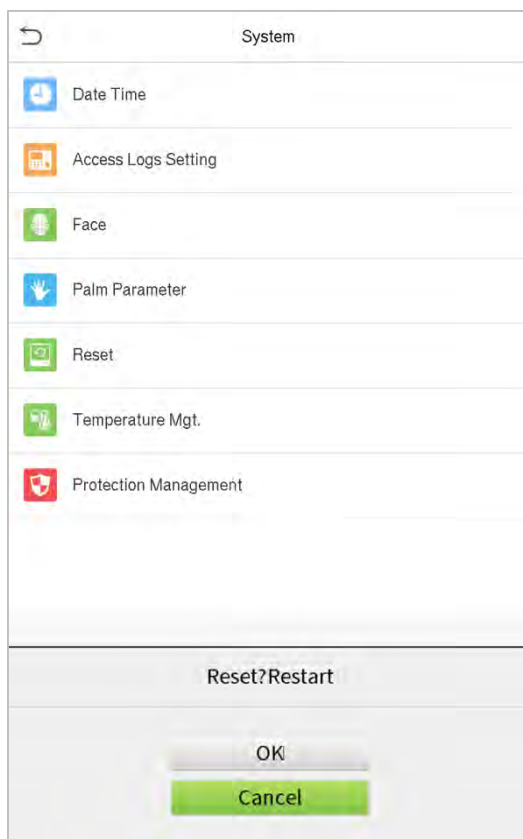 System
Date Time
Access Logs Setting
Face
Palm Parameter
Reset
Temperature Mgt.
Protection Management
Reset?Restart
OK
Cancel